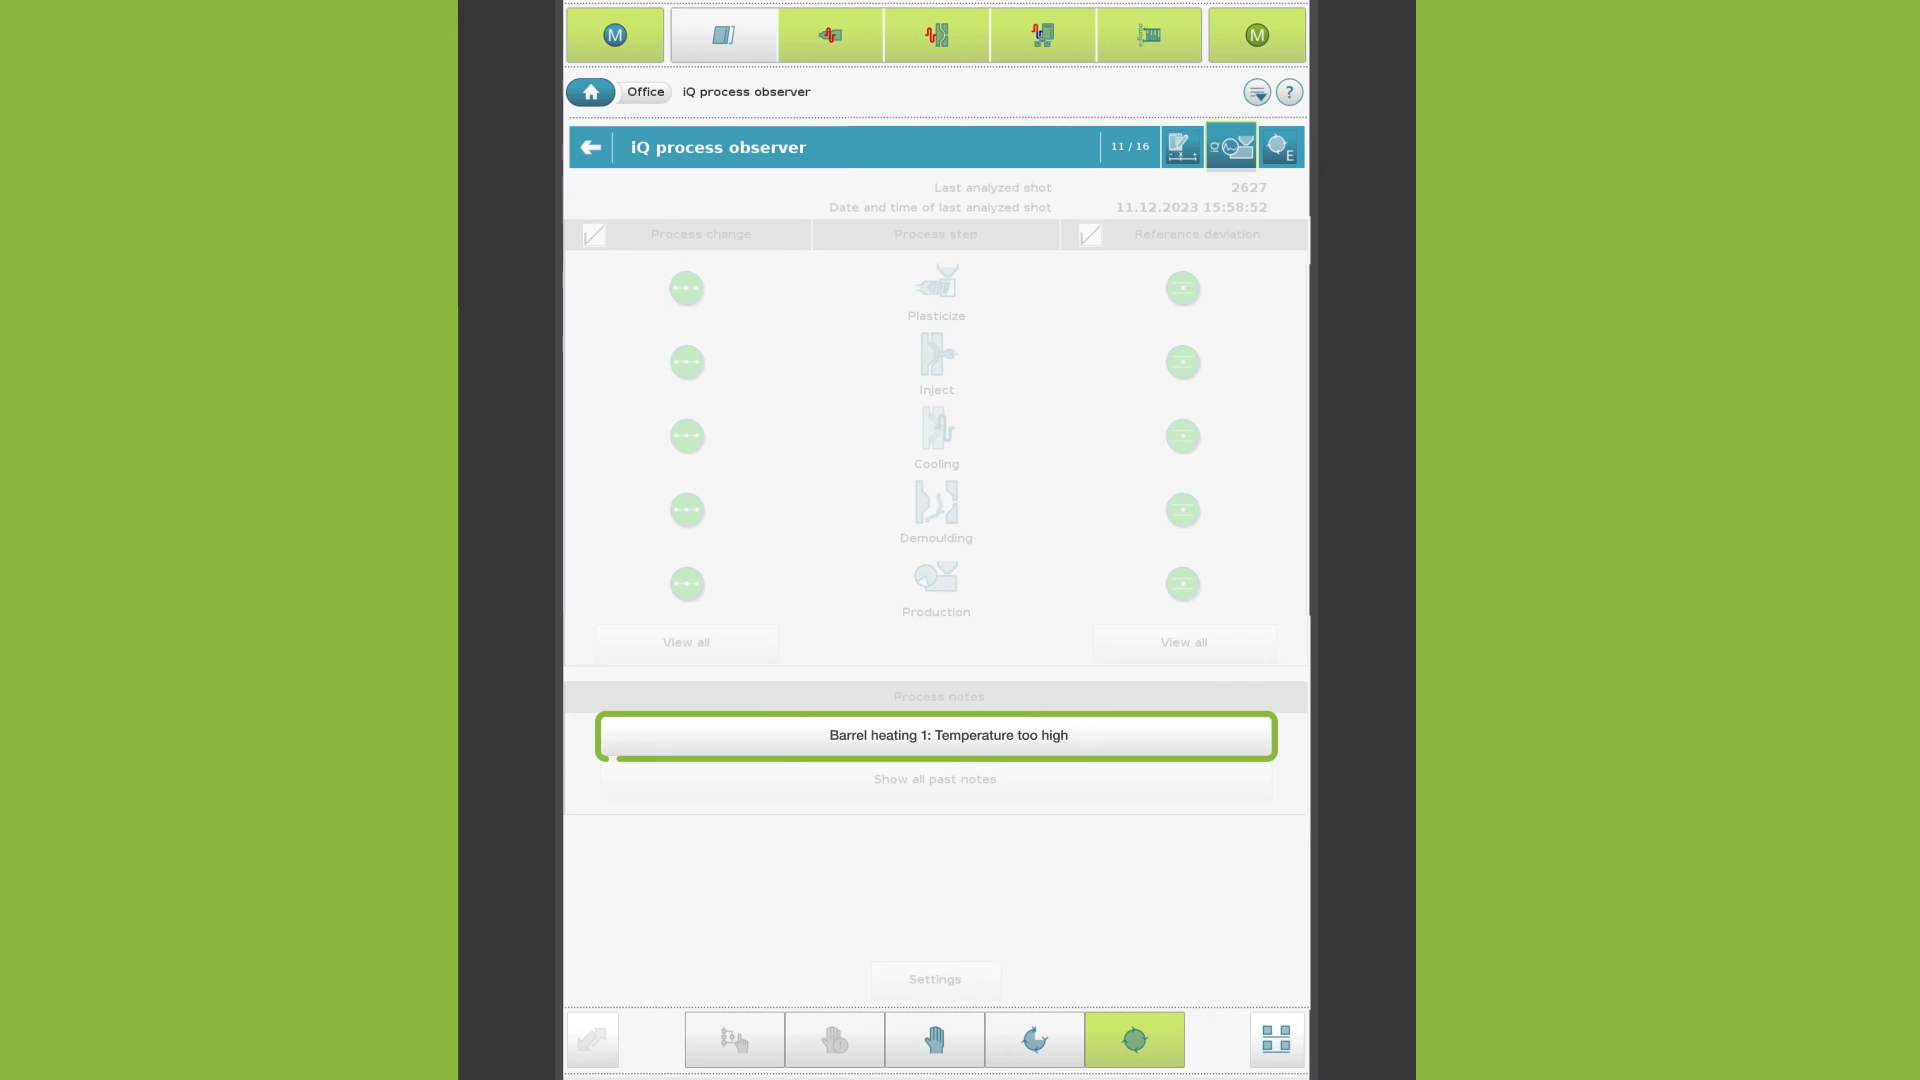 M
M
Office
iQ process observer
?
iQ process observer
11 / 16
iQ
E
Last analyzed shot
2627
Date and time of last analyzed shot
11.12.2023 15:58:52
Process change
Process step
Reference deviation
Plasticize
Inject
Cooling
Demoulding
Production
View all
View all
Process notes
Barrel heating 1: Temperature too high
Show all past notes
Settings